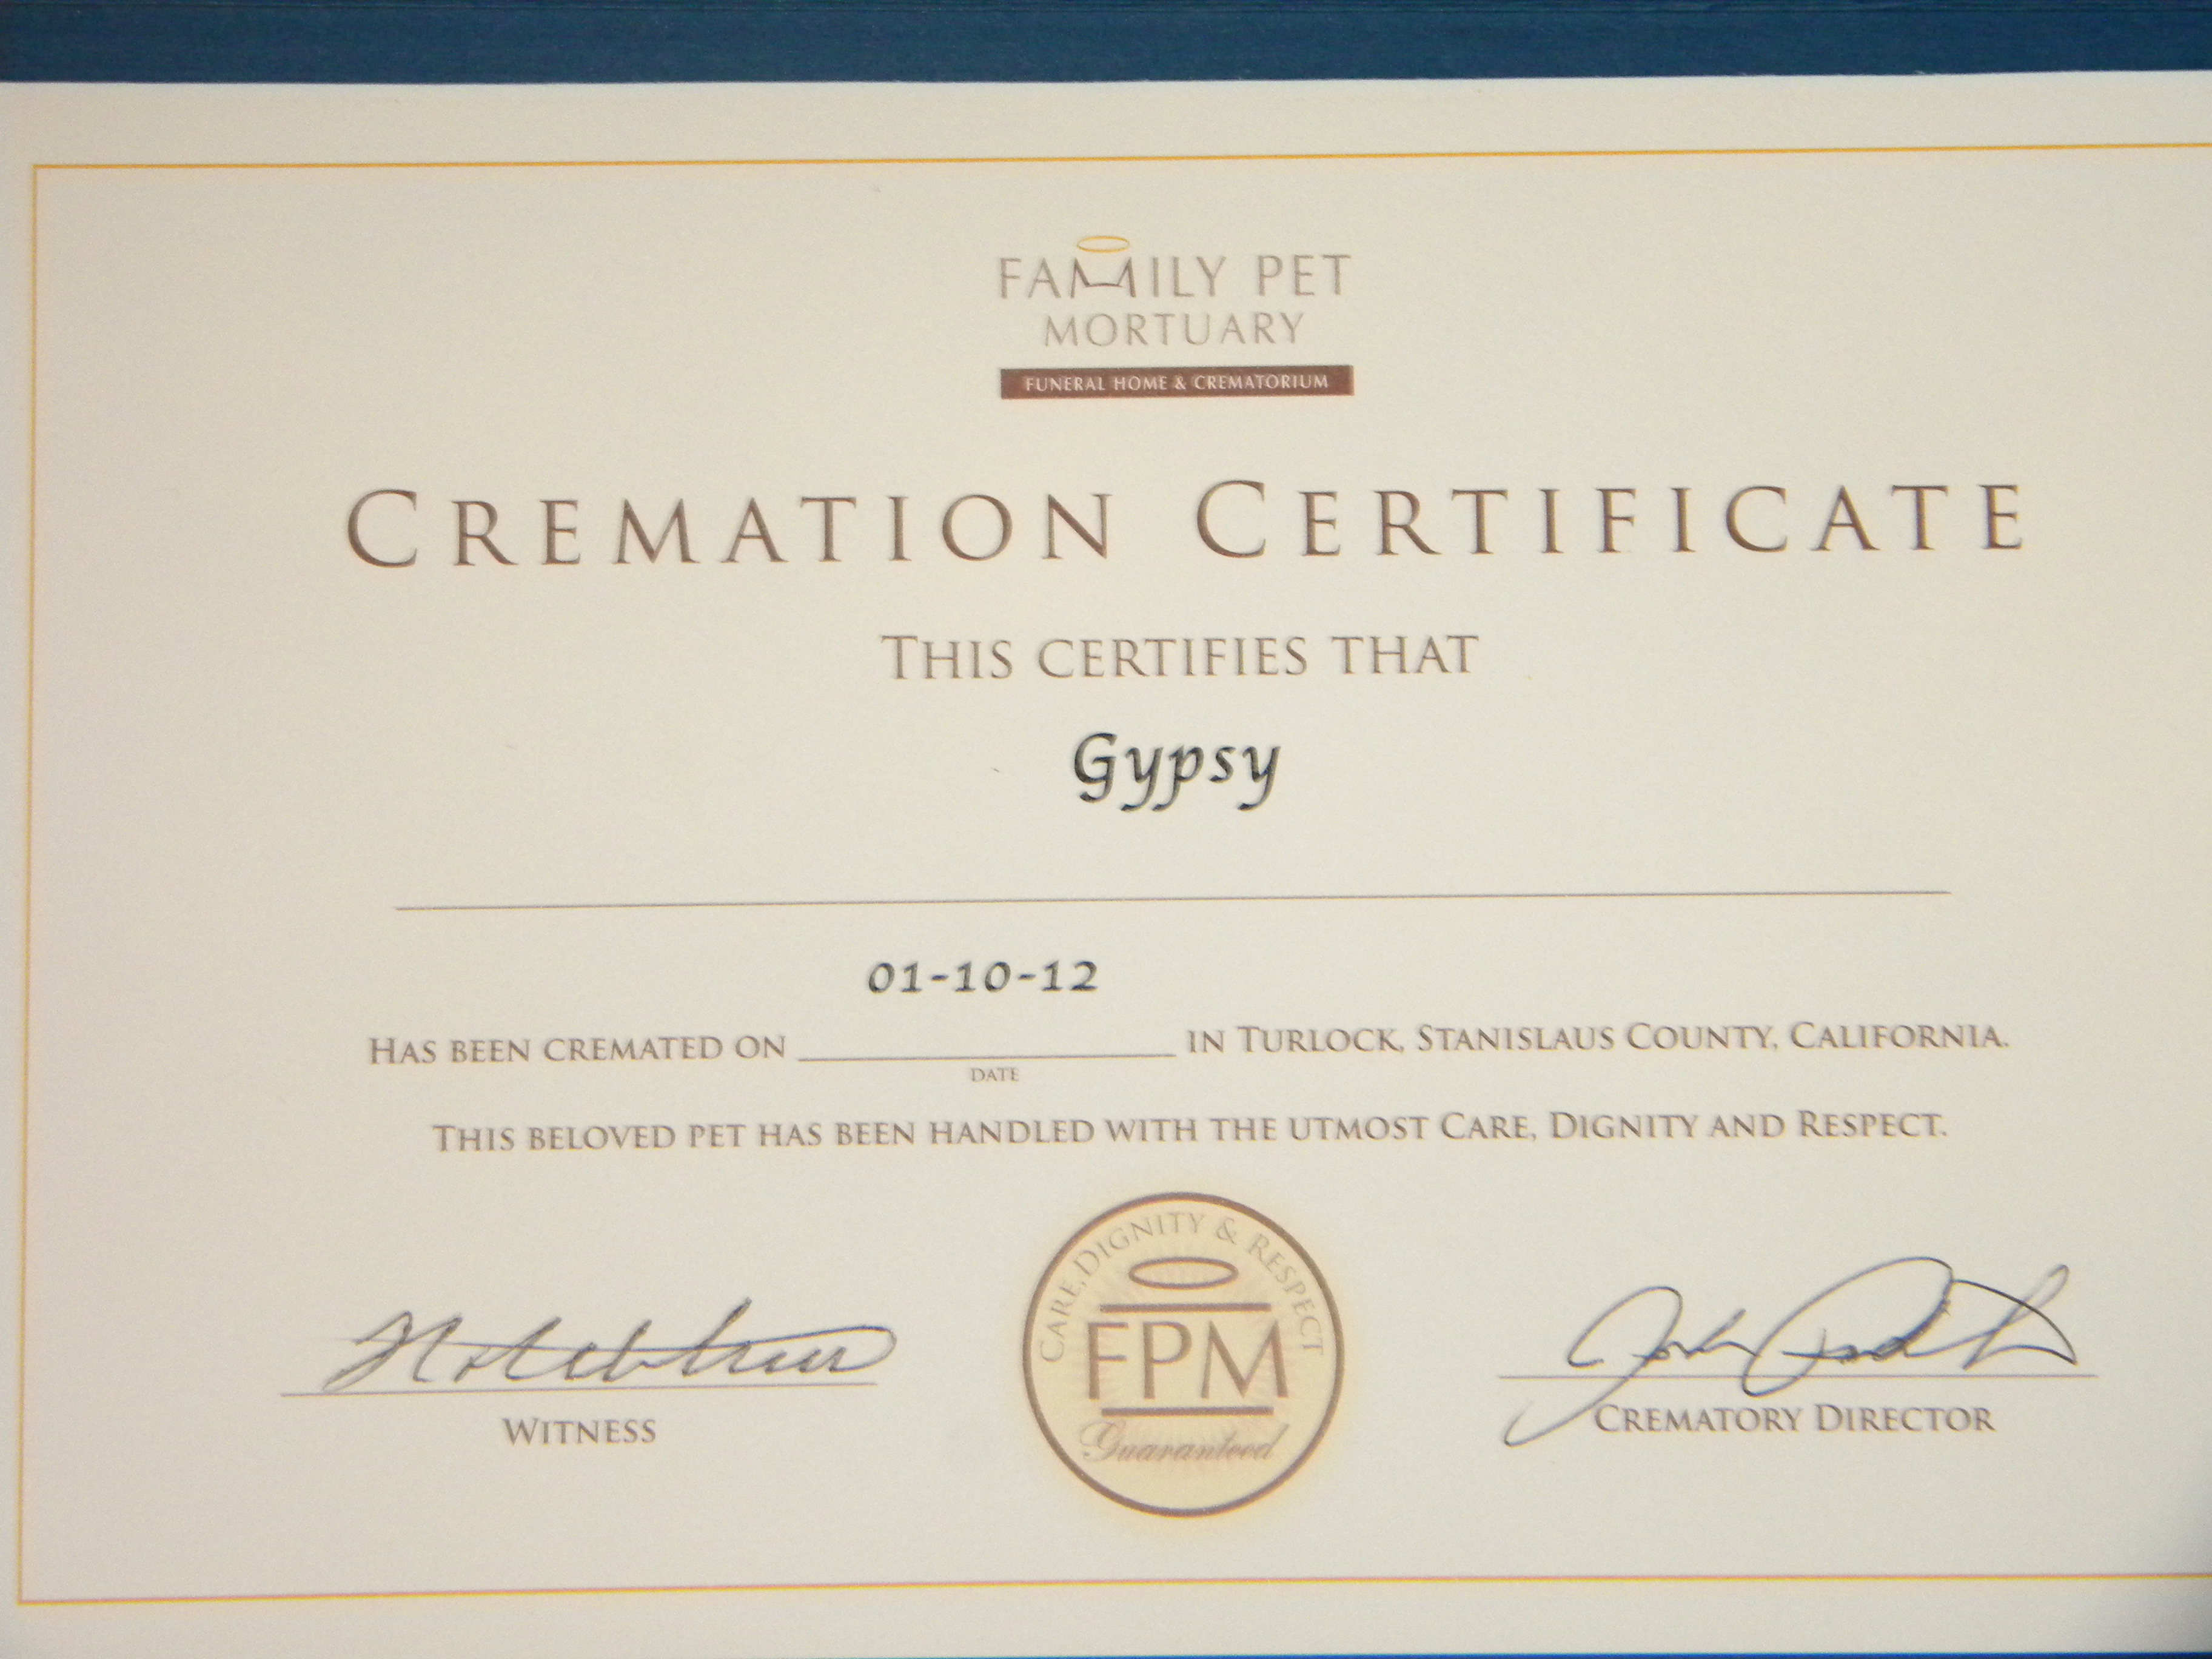 FAMILY PET
MORTUARY
FUNERAL HOME & CREMATORIUM
CREMATION CERTIFICATE
THIS CERTIFIES THAT
Gypsy
01-10-12
HAS BEEN CREMATED ON IN TURLOCK, STANISLAUS COUNTY, CALIFORNIA.
DATE
THIS BELOVED PET HAS BEEN HANDLED WITH THE UTMOST CARE, DIGNITY AND RESPECT.
CARE, DIGNITY & RESPECT
FPM
Guaranteed
WITNESS
CREMATORY DIRECTOR